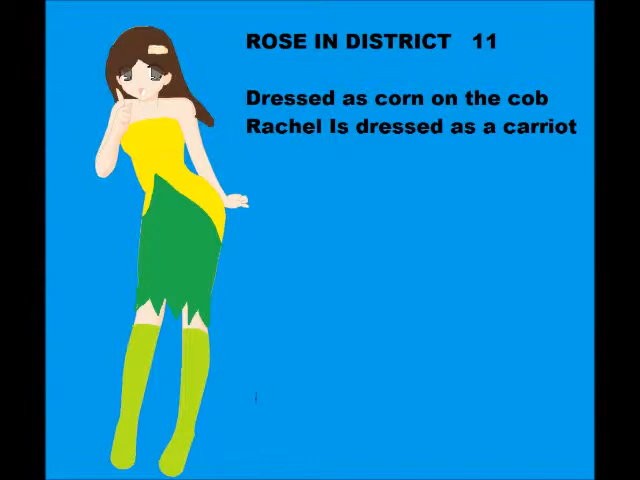 ROSE IN DISTRICT 11
Dressed as corn on the cob
Rachel Is dressed as a carriot